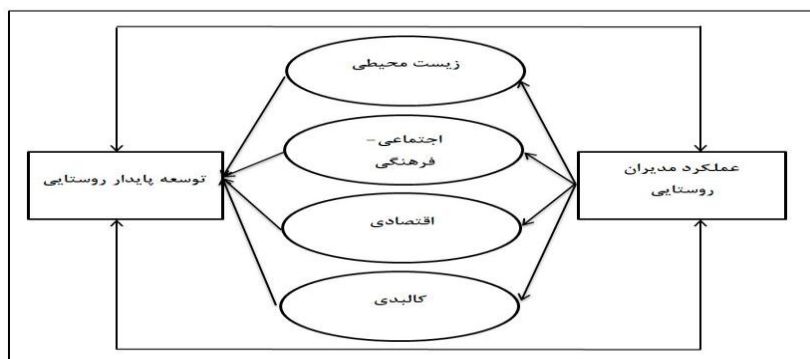 زیست محیطی
اجتماعی–
فرهنگی
عملکرد مدیران
روستایی
توسعه پایدار روستایی
اقتصادی
کالبدی